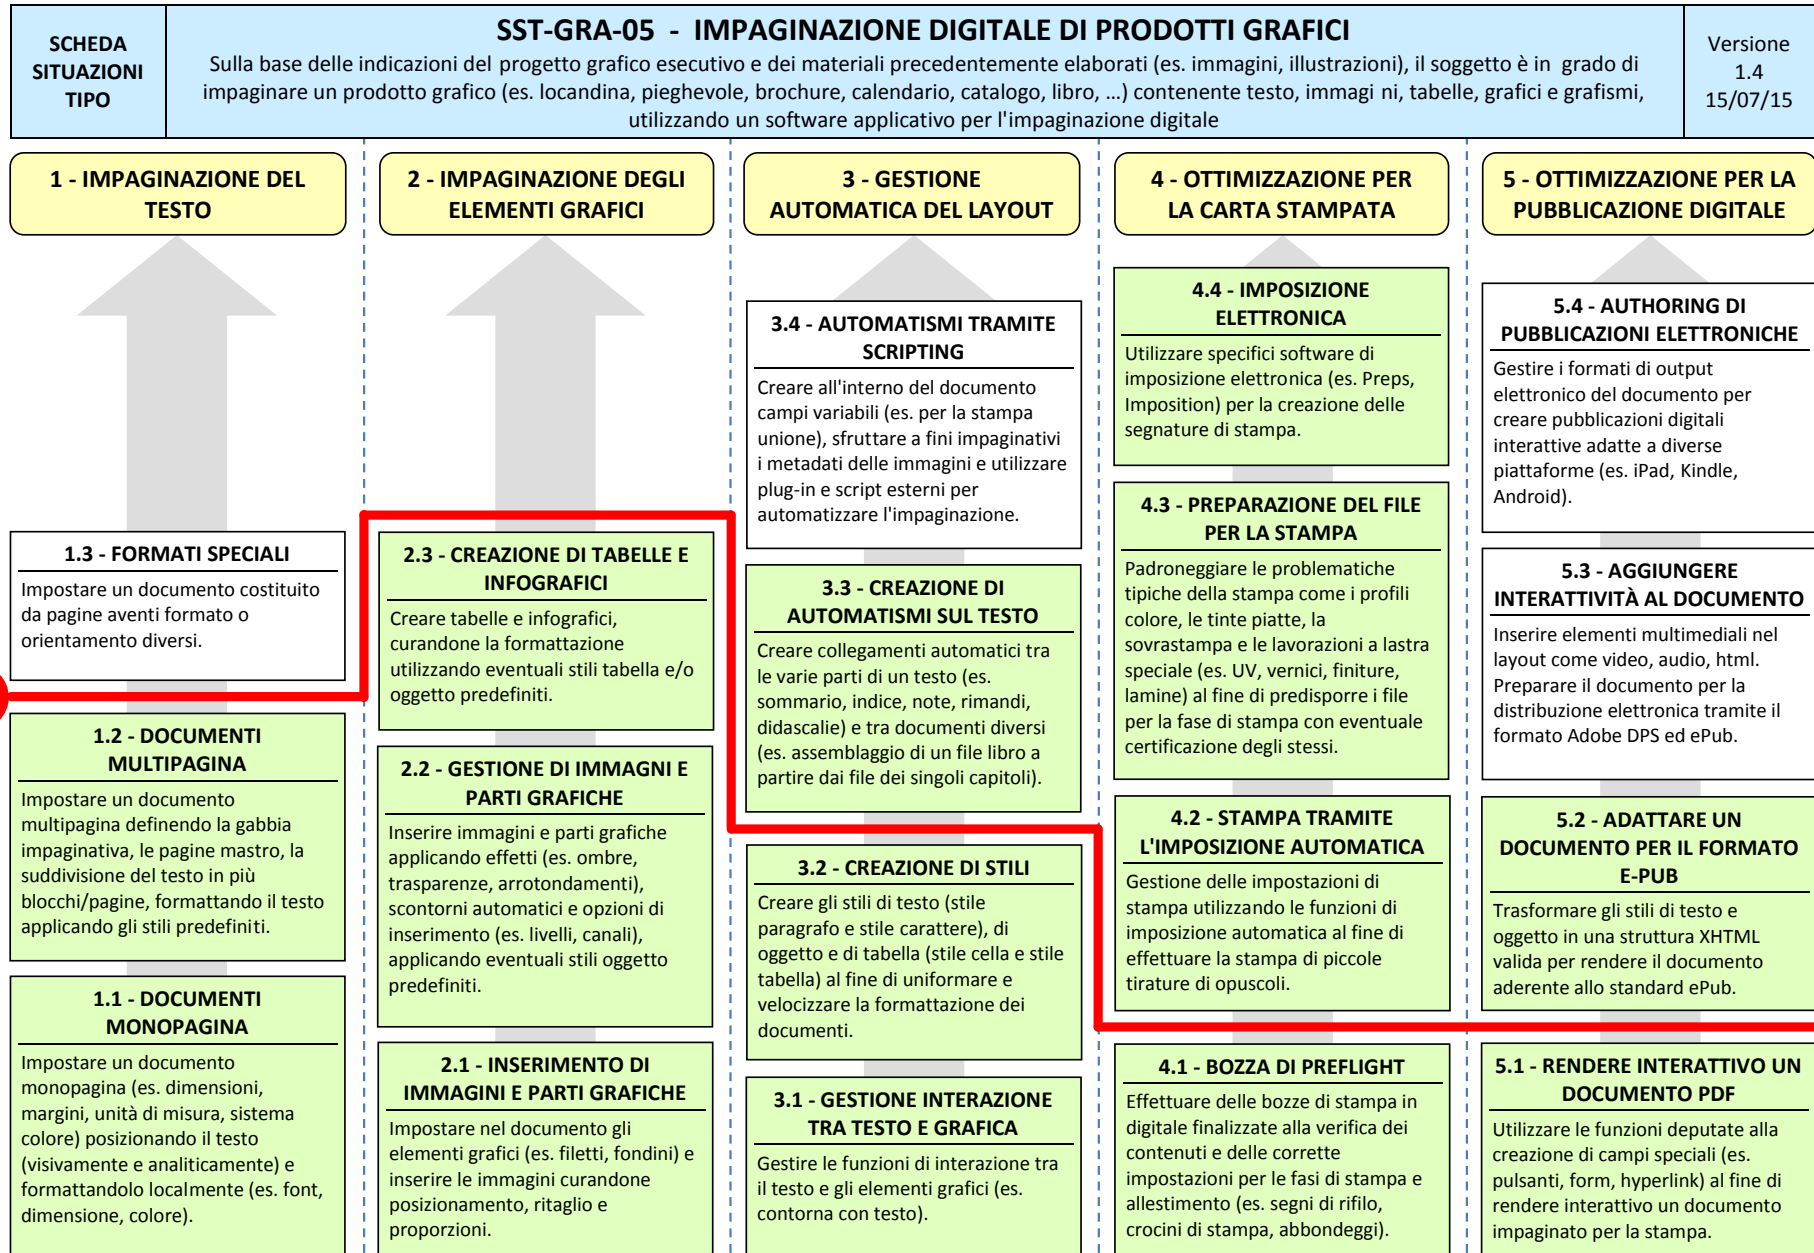 SCHEDA
SITUAZIONI
TIPO
SST-GRA-05 - IMPAGINAZIONE DIGITALE DI PRODOTTI GRAFICI
Sulla base delle indicazioni del progetto grafico esecutivo e dei materiali precedentemente elaborati (es. immagini, illustrazioni), il soggetto è in grado di
impaginare un prodotto grafico (es. locandina, pieghevole, brochure, calendario, catalogo, libro, ...) contenente testo, immagi ni, tabelle, grafici e grafismi,
utilizzando un software applicativo per l'impaginazione digitale
Versione
1.4
15/07/15
1 - IMPAGINAZIONE DEL
TESTO
1.3 - FORMATI SPECIALI
Impostare un documento costituito
da pagine aventi formato o
orientamento diversi.
1.2 - DOCUMENTI
MULTIPAGINA
Impostare un documento
multipagina definendo la gabbia
impaginativa, le pagine mastro, la
suddivisione del testo in più
blocchi/pagine, formattando il testo
applicando gli stili predefiniti.
1.1 - DOCUMENTI
MONOPAGINA
Impostare un documento
monopagina (es. dimensioni,
margini, unità di misura, sistema
colore) posizionando il testo
(visivamente e analiticamente) e
formattandolo localmente (es. font,
dimensione, colore).
2 - IMPAGINAZIONE DEGLI
ELEMENTI GRAFICI
2.3 - CREAZIONE DI TABELLE E
INFOGRAFICI
Creare tabelle e infografici,
curandone la formattazione
utilizzando eventuali stili tabella e/o
oggetto predefiniti.
2.2 - GESTIONE DI IMMAGNI E
PARTI GRAFICHE
Inserire immagini e parti grafiche
applicando effetti (es. ombre,
trasparenze, arrotondamenti),
scontorni automatici e opzioni di
inserimento (es. livelli, canali),
applicando eventuali stili oggetto
predefiniti.
2.1 - INSERIMENTO DI
IMMAGINI E PARTI GRAFICHE
Impostare nel documento gli
elementi grafici (es. filetti, fondini) e
inserire le immagini curandone
posizionamento, ritaglio e
proporzioni.
3 - GESTIONE
AUTOMATICA DEL LAYOUT
3.4 - AUTOMATISMI TRAMITE
SCRIPTING
Creare all'interno del documento
campi variabili (es. per la stampa
unione), sfruttare a fini impaginativi
i metadati delle immagini e utilizzare
plug-in e script esterni per
automatizzare l'impaginazione.
3.3 - CREAZIONE DI
AUTOMATISMI SUL TESTO
Creare collegamenti automatici tra
le varie parti di un testo (es.
sommario, indice, note, rimandi,
didascalie) e tra documenti diversi
(es. assemblaggio di un file libro a
partire dai file dei singoli capitoli).
3.2 - CREAZIONE DI STILI
Creare gli stili di testo (stile
paragrafo e stile carattere), di
oggetto e di tabella (stile cella e stile
tabella) al fine di uniformare e
velocizzare la formattazione dei
documenti.
3.1 - GESTIONE INTERAZIONE
TRA TESTO E GRAFICA
Gestire le funzioni di interazione tra
il testo e gli elementi grafici (es.
contorna con testo).
4 - OTTIMIZZAZIONE PER
LA CARTA STAMPATA
4.4 - IMPOSIZIONE
ELETTRONICA
Utilizzare specifici software di
imposizione elettronica (es. Preps,
Imposition) per la creazione delle
segnature di stampa.
4.3 - PREPARAZIONE DEL FILE
PER LA STAMPA
Padroneggiare le problematiche
tipiche della stampa come i profili
colore, le tinte piatte, la
sovrastampa e le lavorazioni a lastra
speciale (es. UV, vernici, finiture,
lamine) al fine di predisporre i file
per la fase di stampa con eventuale
certificazione degli stessi.
4.2 - STAMPA TRAMITE
L'IMPOSIZIONE AUTOMATICA
Gestione delle impostazioni di
stampa utilizzando le funzioni di
imposizione automatica al fine di
effettuare la stampa di piccole
tirature di opuscoli.
4.1 - BOZZA DI PREFLIGHT
Effettuare delle bozze di stampa in
digitale finalizzate alla verifica dei
contenuti e delle corrette
impostazioni per le fasi di stampa e
allestimento (es. segni di rifilo,
crocini di stampa, abbondeggi).
5 - OTTIMIZZAZIONE PER LA
PUBBLICAZIONE DIGITALE
5.4 - AUTHORING DI
PUBBLICAZIONI ELETTRONICHE
Gestire i formati di output
elettronico del documento per
creare pubblicazioni digitali
interattive adatte a diverse
piattaforme (es. iPad, Kindle,
Android).
5.3 - AGGIUNGERE
INTERATTIVITÀ AL DOCUMENTO
Inserire elementi multimediali nel
layout come video, audio, html.
Preparare il documento per la
distribuzione elettronica tramite il
formato Adobe DPS ed ePub.
5.2 - ADATTARE UN
DOCUMENTO PER IL FORMATO
E-PUB
Trasformare gli stili di testo e
oggetto in una struttura XHTML
valida per rendere il documento
aderente allo standard ePub.
5.1 - RENDERE INTERATTIVO UN
DOCUMENTO PDF
Utilizzare le funzioni deputate alla
creazione di campi speciali (es.
pulsanti, form, hyperlink) al fine di
rendere interattivo un documento
impaginato per la stampa.